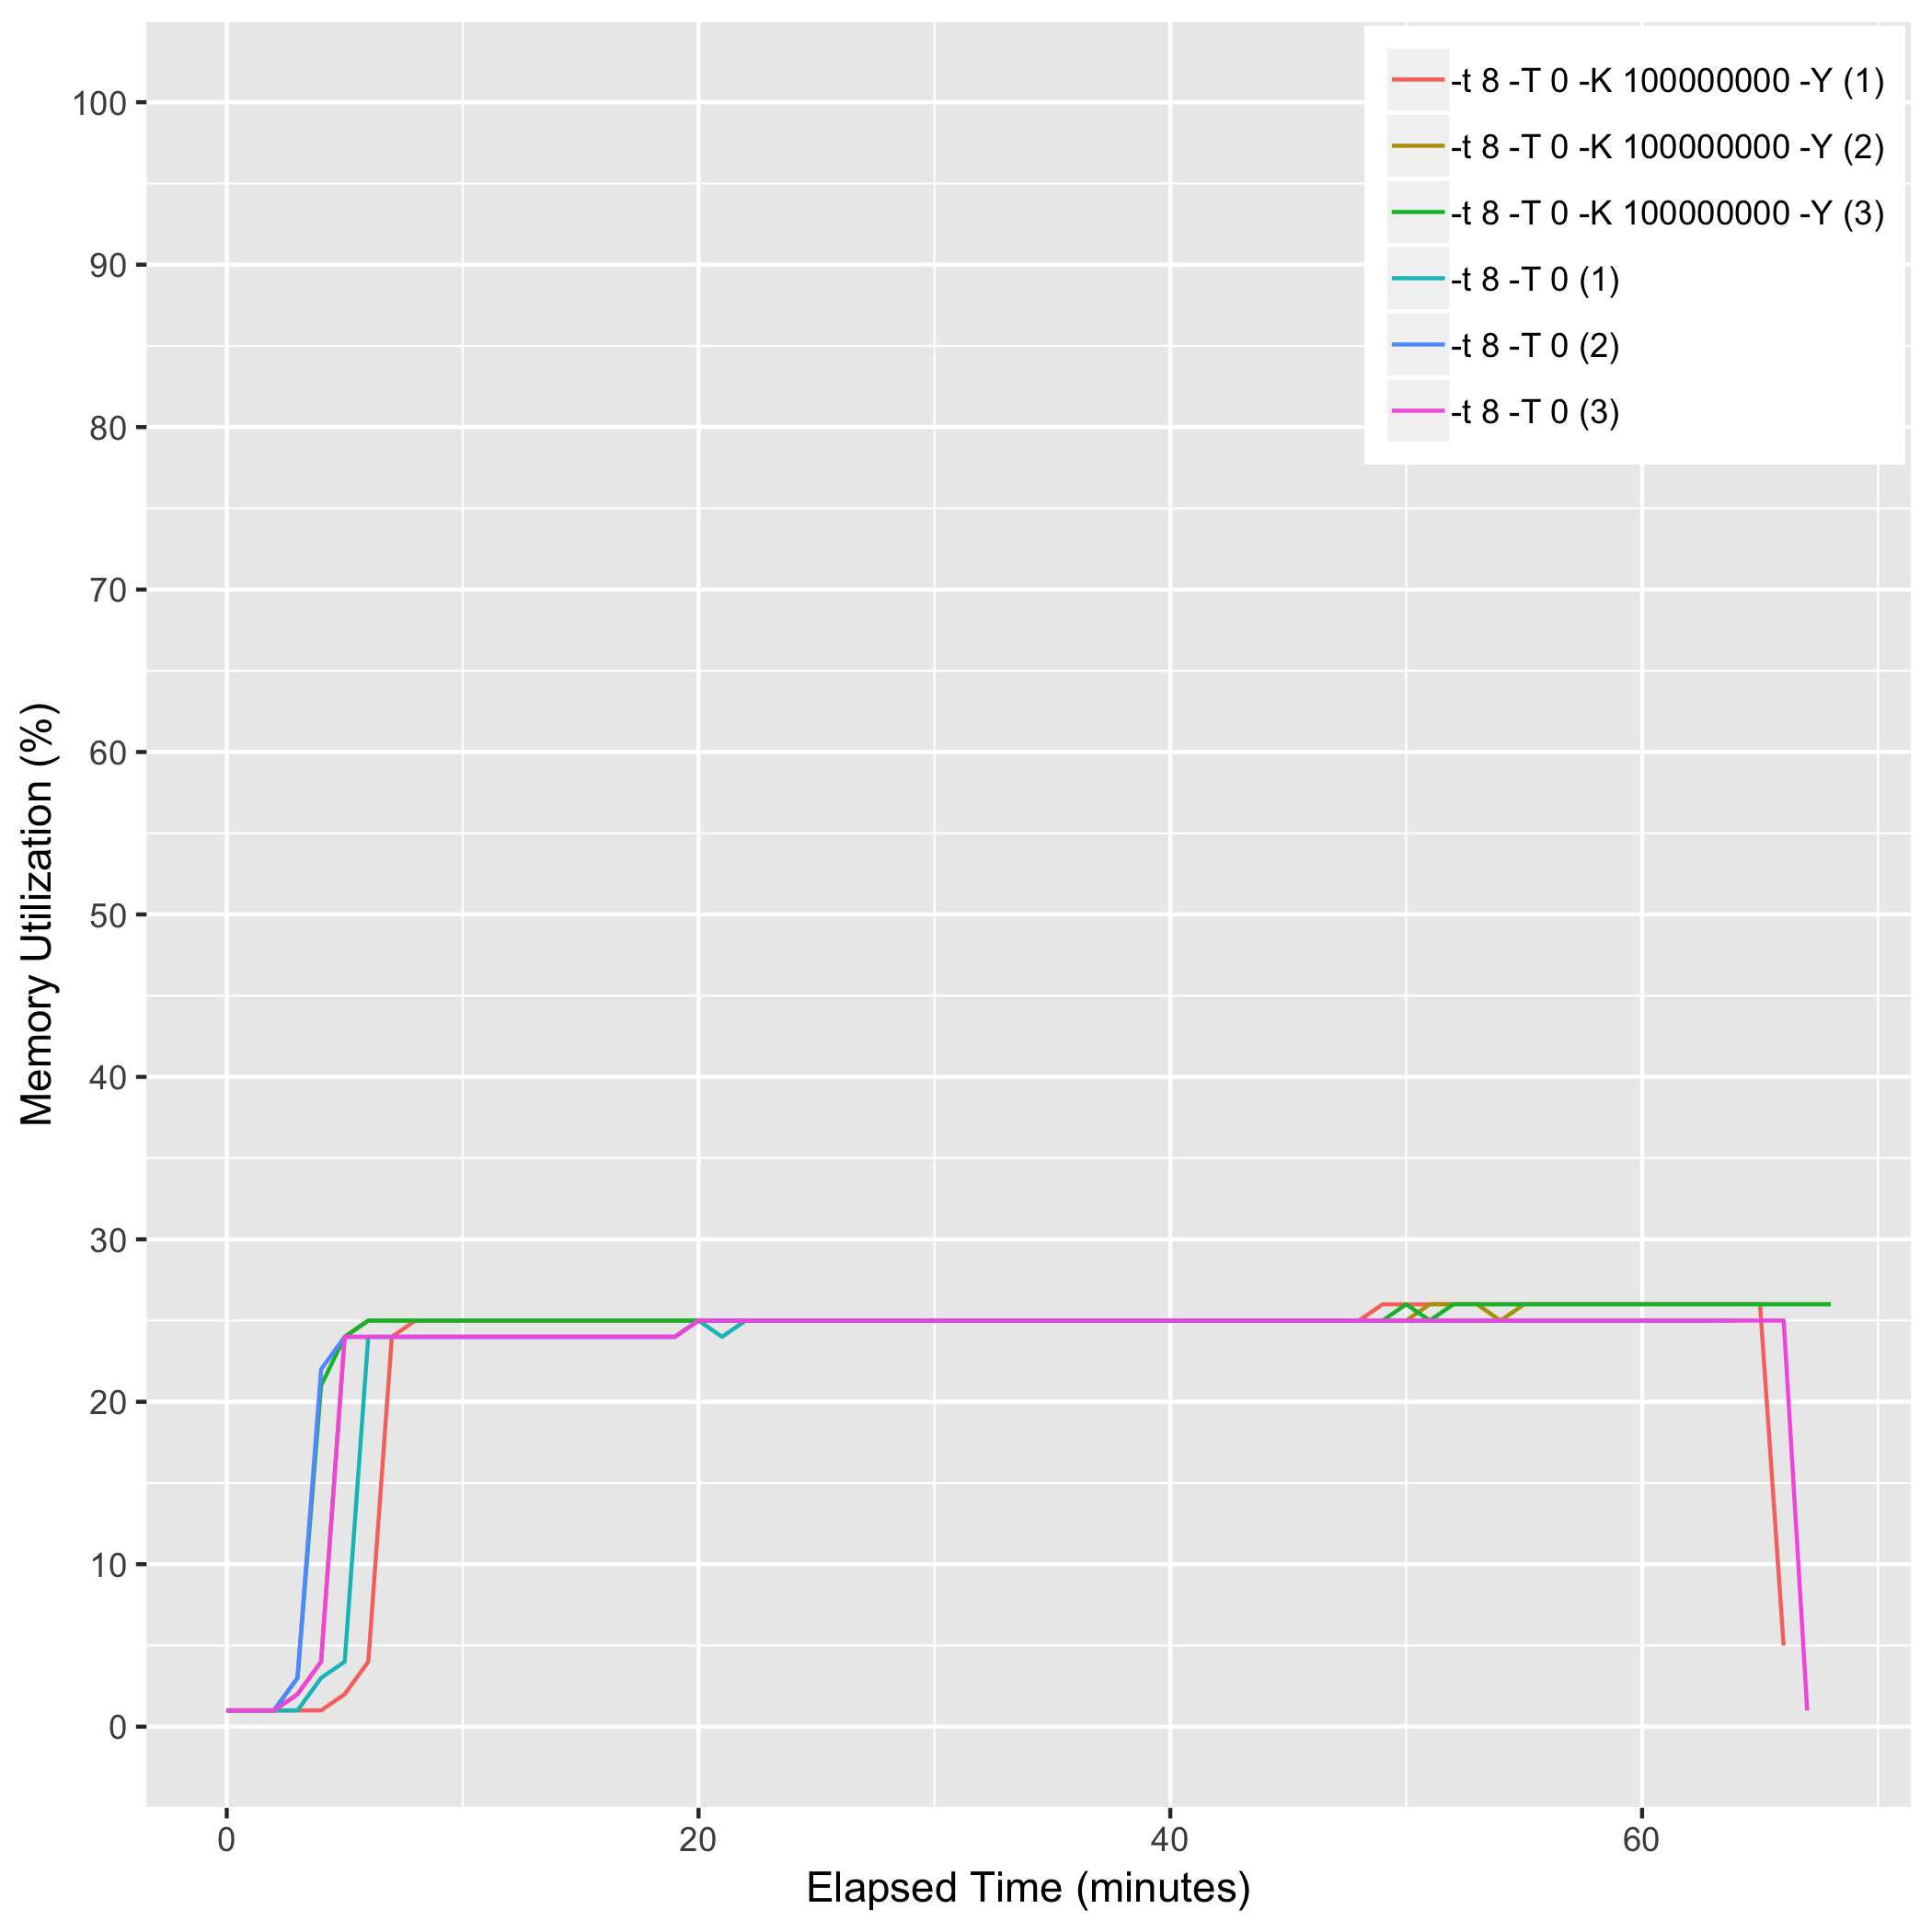 -t 8 -T 0 -K 100000000 -Y (1)
-t 8 -T 0 -K 100000000 -Y (2)
-t 8 -T 0 -K 100000000 -Y (3)
-t 8 -T 0 (1)
-t 8 -T 0 (2)
-t 8 -T 0 (3)
Memory Utilization (%)
100
90
80
70
60
50
40
30
20
10
0
0 20 40 60
Elapsed Time (minutes)